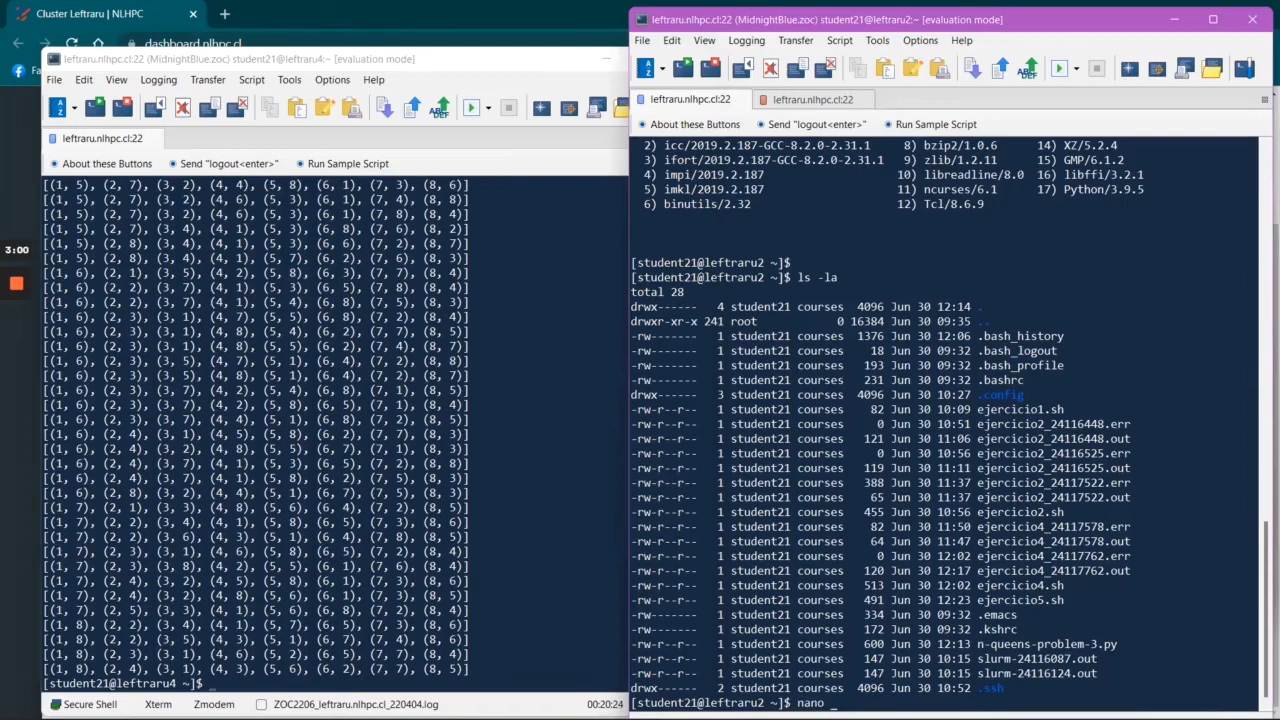 Cluster Leftraru | NLHPC
dashboard.nlhpc.cl
3:00
leftraru.nlhpc.cl:22 (MidnightBlue.zoc) student21@leftraru4:~ [evaluation mode]
File Edit View Logging Transfer Script Tools Options Help
leftraru.nlhpc.cl:22
About these Buttons Send "logout<enter>" Run Sample Script
[(1, 5), (2, 7), (3, 2), (4, 4), (5, 8), (6, 1), (7, 3), (8, 6)]
[(1, 5), (2, 7), (3, 2), (4, 6), (5, 3), (6, 1), (7, 4), (8, 8)]
[(1, 5), (2, 7), (3, 2), (4, 6), (5, 3), (6, 1), (7, 8), (8, 4)]
[(1, 5), (2, 7), (3, 4), (4, 1), (5, 3), (6, 8), (7, 6), (8, 2)]
[(1, 5), (2, 8), (3, 4), (4, 1), (5, 3), (6, 6), (7, 2), (8, 7)]
[(1, 5), (2, 8), (3, 4), (4, 1), (5, 7), (6, 2), (7, 6), (8, 3)]
[(1, 6), (2, 1), (3, 5), (4, 2), (5, 8), (6, 3), (7, 7), (8, 4)]
[(1, 6), (2, 2), (3, 7), (4, 1), (5, 3), (6, 5), (7, 8), (8, 4)]
[(1, 6), (2, 2), (3, 7), (4, 1), (5, 4), (6, 8), (7, 5), (8, 3)]
[(1, 6), (2, 3), (3, 1), (4, 7), (5, 5), (6, 8), (7, 2), (8, 4)]
[(1, 6), (2, 3), (3, 1), (4, 8), (5, 4), (6, 2), (7, 7), (8, 5)]
[(1, 6), (2, 3), (3, 1), (4, 8), (5, 5), (6, 2), (7, 4), (8, 7)]
[(1, 6), (2, 3), (3, 5), (4, 7), (5, 1), (6, 4), (7, 2), (8, 8)]
[(1, 6), (2, 3), (3, 5), (4, 8), (5, 1), (6, 4), (7, 2), (8, 7)]
[(1, 6), (2, 3), (3, 7), (4, 2), (5, 4), (6, 8), (7, 1), (8, 5)]
[(1, 6), (2, 3), (3, 7), (4, 2), (5, 8), (6, 5), (7, 1), (8, 4)]
[(1, 6), (2, 3), (3, 7), (4, 4), (5, 1), (6, 8), (7, 2), (8, 5)]
[(1, 6), (2, 4), (3, 1), (4, 5), (5, 8), (6, 2), (7, 7), (8, 3)]
[(1, 6), (2, 4), (3, 2), (4, 8), (5, 5), (6, 7), (7, 1), (8, 3)]
[(1, 6), (2, 4), (3, 7), (4, 1), (5, 3), (6, 5), (7, 2), (8, 8)]
[(1, 6), (2, 4), (3, 7), (4, 1), (5, 8), (6, 2), (7, 5), (8, 3)]
[(1, 6), (2, 8), (3, 2), (4, 4), (5, 1), (6, 7), (7, 5), (8, 3)]
[(1, 7), (2, 1), (3, 3), (4, 8), (5, 6), (6, 4), (7, 2), (8, 5)]
[(1, 7), (2, 2), (3, 4), (4, 1), (5, 8), (6, 5), (7, 3), (8, 6)]
[(1, 7), (2, 2), (3, 6), (4, 3), (5, 1), (6, 4), (7, 8), (8, 5)]
[(1, 7), (2, 3), (3, 1), (4, 6), (5, 8), (6, 5), (7, 2), (8, 4)]
[(1, 7), (2, 3), (3, 8), (4, 2), (5, 5), (6, 1), (7, 6), (8, 4)]
[(1, 7), (2, 4), (3, 2), (4, 5), (5, 8), (6, 1), (7, 3), (8, 6)]
[(1, 7), (2, 4), (3, 2), (4, 8), (5, 6), (6, 1), (7, 3), (8, 5)]
[(1, 7), (2, 5), (3, 3), (4, 1), (5, 6), (6, 8), (7, 2), (8, 4)]
[(1, 8), (2, 2), (3, 4), (4, 1), (5, 7), (6, 5), (7, 3), (8, 6)]
[(1, 8), (2, 2), (3, 5), (4, 3), (5, 1), (6, 7), (7, 4), (8, 6)]
[(1, 8), (2, 3), (3, 1), (4, 6), (5, 2), (6, 5), (7, 7), (8, 4)]
[(1, 8), (2, 4), (3, 1), (4, 3), (5, 6), (6, 2), (7, 7), (8, 5)]
[student21@leftraru4 ~]$ _
Secure Shell Xterm Zmodem ZOC8206_leftraru.nlhpc.cl_220404.log 0:20:24
leftraru.nlhpc.cl:22 (MidnightBlue.zoc) student21@leftraru2:~ [evaluation mode]
File Edit View Logging Transfer Script Tools Options Help
leftraru.nlhpc.cl:22 leftraru.nlhpc.cl:22
About these Buttons Send "logout<enter>" Run Sample Script
2) icc/2019.2.187-GCC-8.2.0-2.31.1 8) bzip2/1.0.6 14) XZ/5.2.4
3) ifort/2019.2.187-GCC-8.2.0-2.31.1 9) zlib/1.2.11 15) GMP/6.1.2
4) impi/2019.2.187 10) libreadline/8.0 16) libffi/3.2.1
5) imkl/2019.2.187 11) ncurses/6.1 17) Python/3.9.5
6) binutils/2.32 12) Tcl/8.6.9
[student21@leftraru2 ~]$
[student21@leftraru2 ~]$ ls -la
total 28
drwx------ 4 student21 courses 4096 Jun 30 12:14 .
drwxr-xr-x 241 root 0 16384 Jun 30 09:35 ..
-rw------- 1 student21 courses 1376 Jun 30 12:06 .bash_history
-rw------- 1 student21 courses 18 Jun 30 09:32 .bash_logout
-rw------- 1 student21 courses 193 Jun 30 09:32 .bash_profile
-rw------- 1 student21 courses 231 Jun 30 09:32 .bashrc
drwx------ 3 student21 courses 4096 Jun 30 10:27 .config
-rw-r--r-- 1 student21 courses 82 Jun 30 10:09 ejercicio1.sh
-rw-r--r-- 1 student21 courses 0 Jun 30 10:51 ejercicio2_24116448.err
-rw-r--r-- 1 student21 courses 121 Jun 30 11:06 ejercicio2_24116448.out
-rw-r--r-- 1 student21 courses 0 Jun 30 10:56 ejercicio2_24116525.err
-rw-r--r-- 1 student21 courses 119 Jun 30 11:11 ejercicio2_24116525.out
-rw-r--r-- 1 student21 courses 388 Jun 30 11:37 ejercicio2_24117522.err
-rw-r--r-- 1 student21 courses 65 Jun 30 11:37 ejercicio2_24117522.out
-rw-r--r-- 1 student21 courses 455 Jun 30 10:56 ejercicio2.sh
-rw-r--r-- 1 student21 courses 82 Jun 30 11:50 ejercicio4_24117578.err
-rw-r--r-- 1 student21 courses 64 Jun 30 11:47 ejercicio4_24117578.out
-rw-r--r-- 1 student21 courses 0 Jun 30 12:02 ejercicio4_24117762.err
-rw-r--r-- 1 student21 courses 120 Jun 30 12:17 ejercicio4_24117762.out
-rw-r--r-- 1 student21 courses 513 Jun 30 12:02 ejercicio4.sh
-rw-r--r-- 1 student21 courses 491 Jun 30 12:23 ejercicio5.sh
-rw------- 1 student21 courses 334 Jun 30 09:32 .emacs
-rw------- 1 student21 courses 172 Jun 30 09:32 .kshrc
-rw-r--r-- 1 student21 courses 600 Jun 30 12:13 n-queens-problem-3.py
-rw-r--r-- 1 student21 courses 147 Jun 30 10:15 slurm-24116087.out
-rw-r--r-- 1 student21 courses 147 Jun 30 10:15 slurm-24116124.out
drwx------ 2 student21 courses 4096 Jun 30 10:52 .ssh
[student21@leftraru2 ~]$ nano _